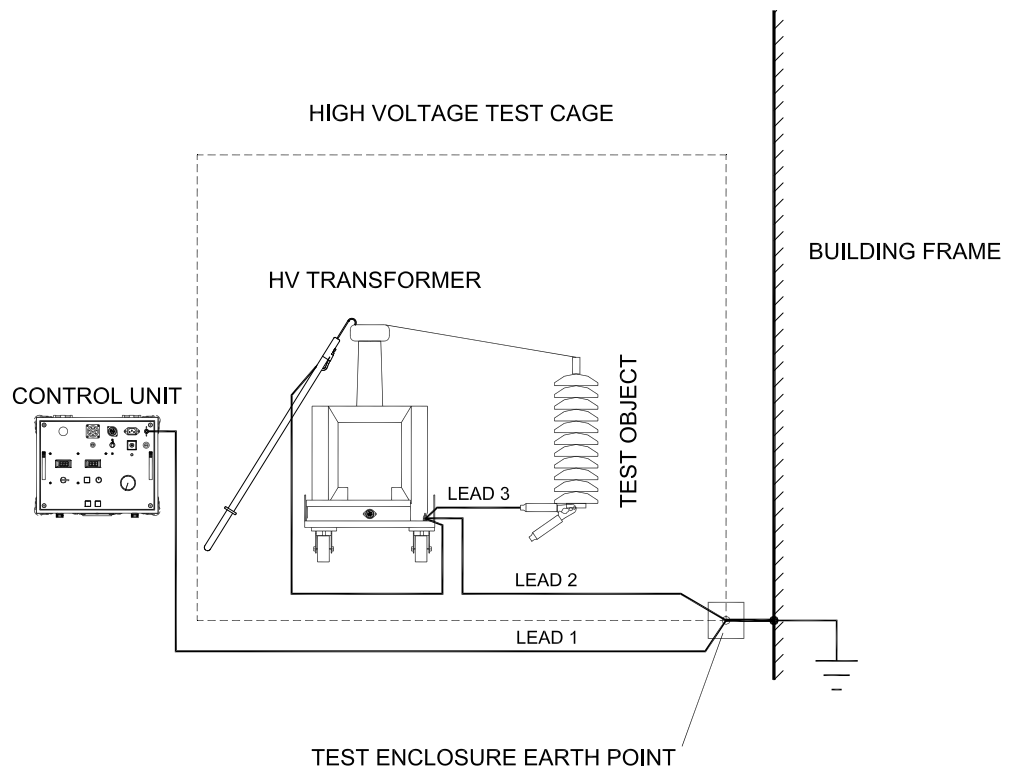 HIGH VOLTAGE TEST CAGE
BUILDING FRAME
HV TRANSFORMER
CONTROL UNIT
TEST OBJECT
LEAD 3
LEAD 2
LEAD 1
TEST ENCLOSURE EARTH POINT